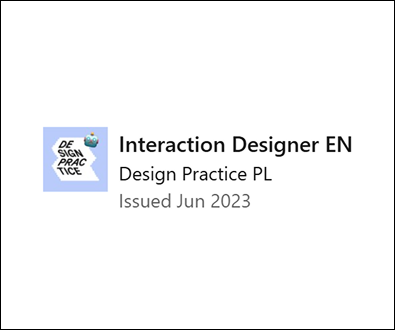 DE
SIGN
PRAC
TICE
Interaction Designer EN
Design Practice PL
Issued Jun 2023